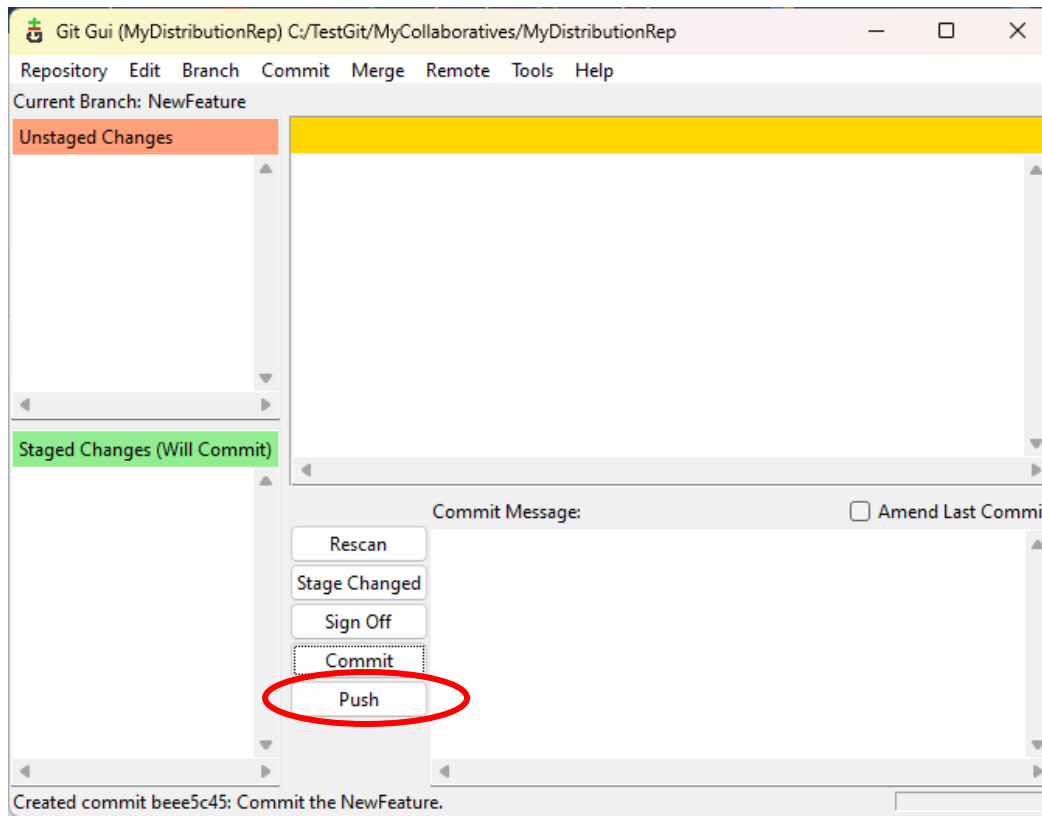 Git Gui (MyDistributionRep) C:/TestGit/MyCollaboratives/MyDistributionRep
Repository Edit Branch Commit Merge Remote Tools Help
Current Branch: NewFeature
Unstaged Changes
Staged Changes (Will Commit)
Commit Message:
Amend Last Commi
Rescan
Stage Changed
Sign Off
Commit
Push
Created commit beee5c45: Commit the NewFeature.